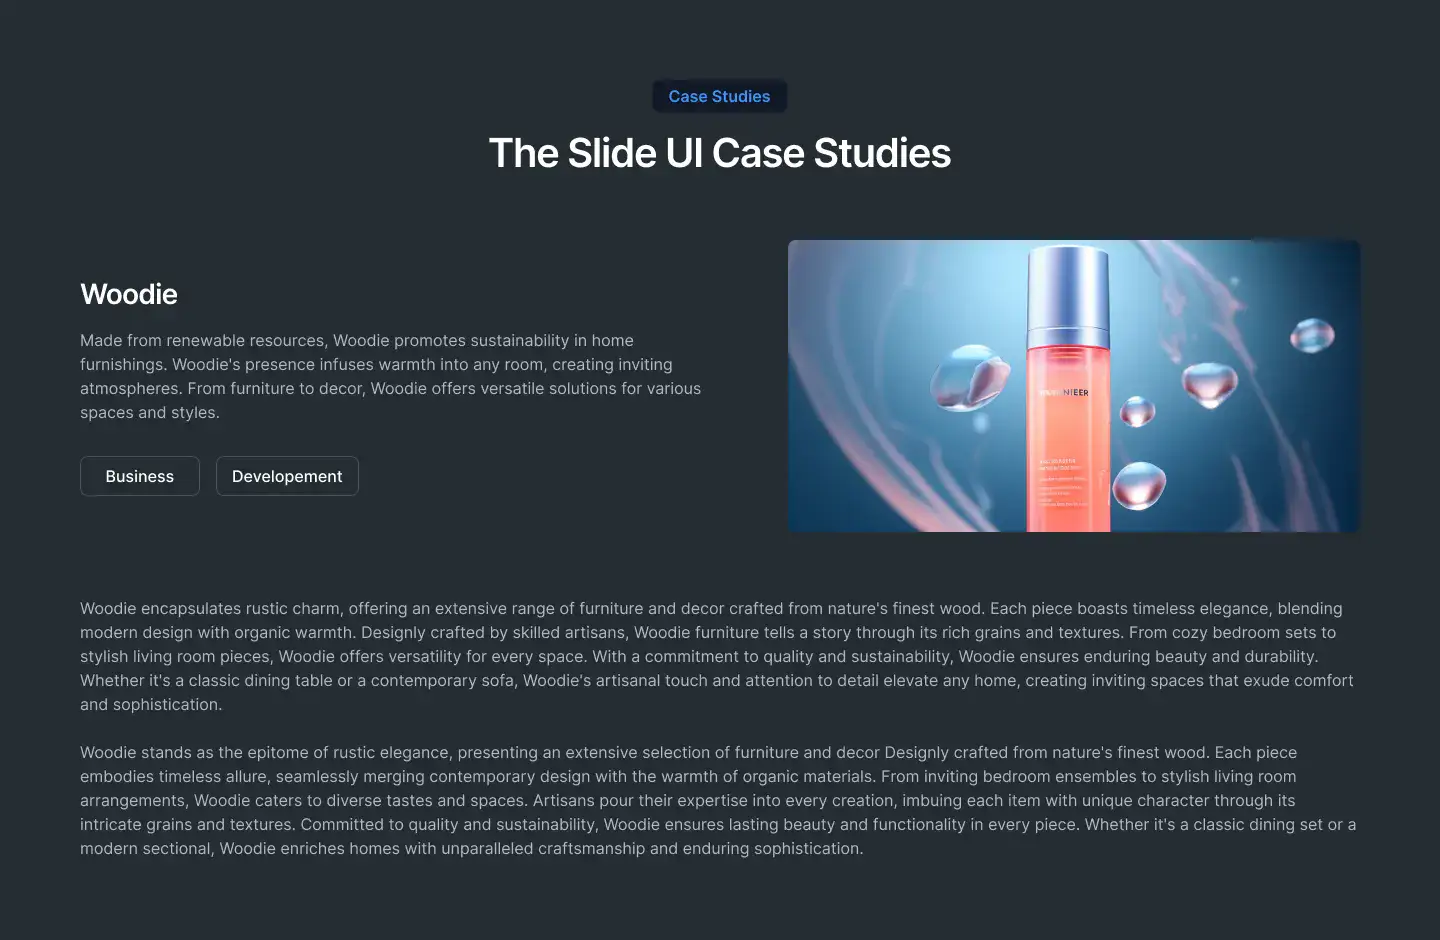 Case Studies
The Slide UI Case Studies
Woodie
Made from renewable resources, Woodie promotes sustainability in home
furnishings. Woodie's presence infuses warmth into any room, creating inviting
atmospheres. From furniture to decor, Woodie offers versatile solutions for various
spaces and styles.
Business
Developement
Woodie encapsulates rustic charm, offering an extensive range of furniture and decor crafted from nature's finest wood. Each piece boasts timeless elegance, blending
modern design with organic warmth. Designly crafted by skilled artisans, Woodie furniture tells a story through its rich grains and textures. From cozy bedroom sets to
stylish living room pieces, Woodie offers versatility for every space. With a commitment to quality and sustainability, Woodie ensures enduring beauty and durability.
Whether it's a classic dining table or a contemporary sofa, Woodie's artisanal touch and attention to detail elevate any home, creating inviting spaces that exude comfort
and sophistication.
Woodie stands as the epitome of rustic elegance, presenting an extensive selection of furniture and decor Designly crafted from nature's finest wood. Each piece
embodies timeless allure, seamlessly merging contemporary design with the warmth of organic materials. From inviting bedroom ensembles to stylish living room
arrangements, Woodie caters to diverse tastes and spaces. Artisans pour their expertise into every creation, imbuing each item with unique character through its
intricate grains and textures. Committed to quality and sustainability, Woodie ensures lasting beauty and functionality in every piece. Whether it's a classic dining set or a
modern sectional, Woodie enriches homes with unparalleled craftsmanship and enduring sophistication.